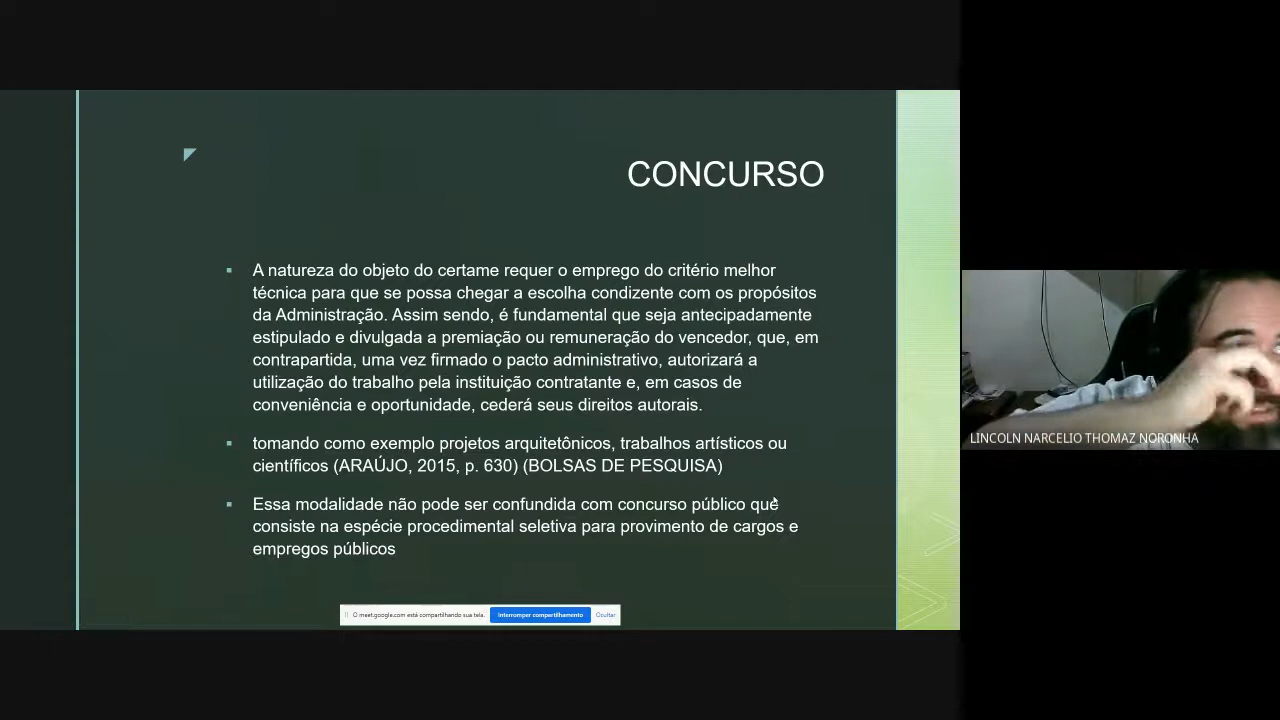 CONCURSO
▪ A natureza do objeto do certame requer o emprego do critério melhor
técnica para que se possa chegar a escolha condizente com os propósitos
da Administração. Assim sendo, é fundamental que seja antecipadamente
estipulado e divulgada a premiação ou remuneração do vencedor, que, em
contrapartida, uma vez firmado o pacto administrativo, autorizará a
utilização do trabalho pela instituição contratante e, em casos de
conveniência e oportunidade, cederá seus direitos autorais.
▪ tomando como exemplo projetos arquitetônicos, trabalhos artísticos ou
científicos (ARAÚJO, 2015, p. 630) (BOLSAS DE PESQUISA)
▪ Essa modalidade não pode ser confundida com concurso público que
consiste na espécie procedimental seletiva para provimento de cargos e
empregos públicos
O meet.google.com está compartilhando sua tela. Interromper compartilhamento Ocultar
LINCOLN NARCELIO THOMAZ NORONHA